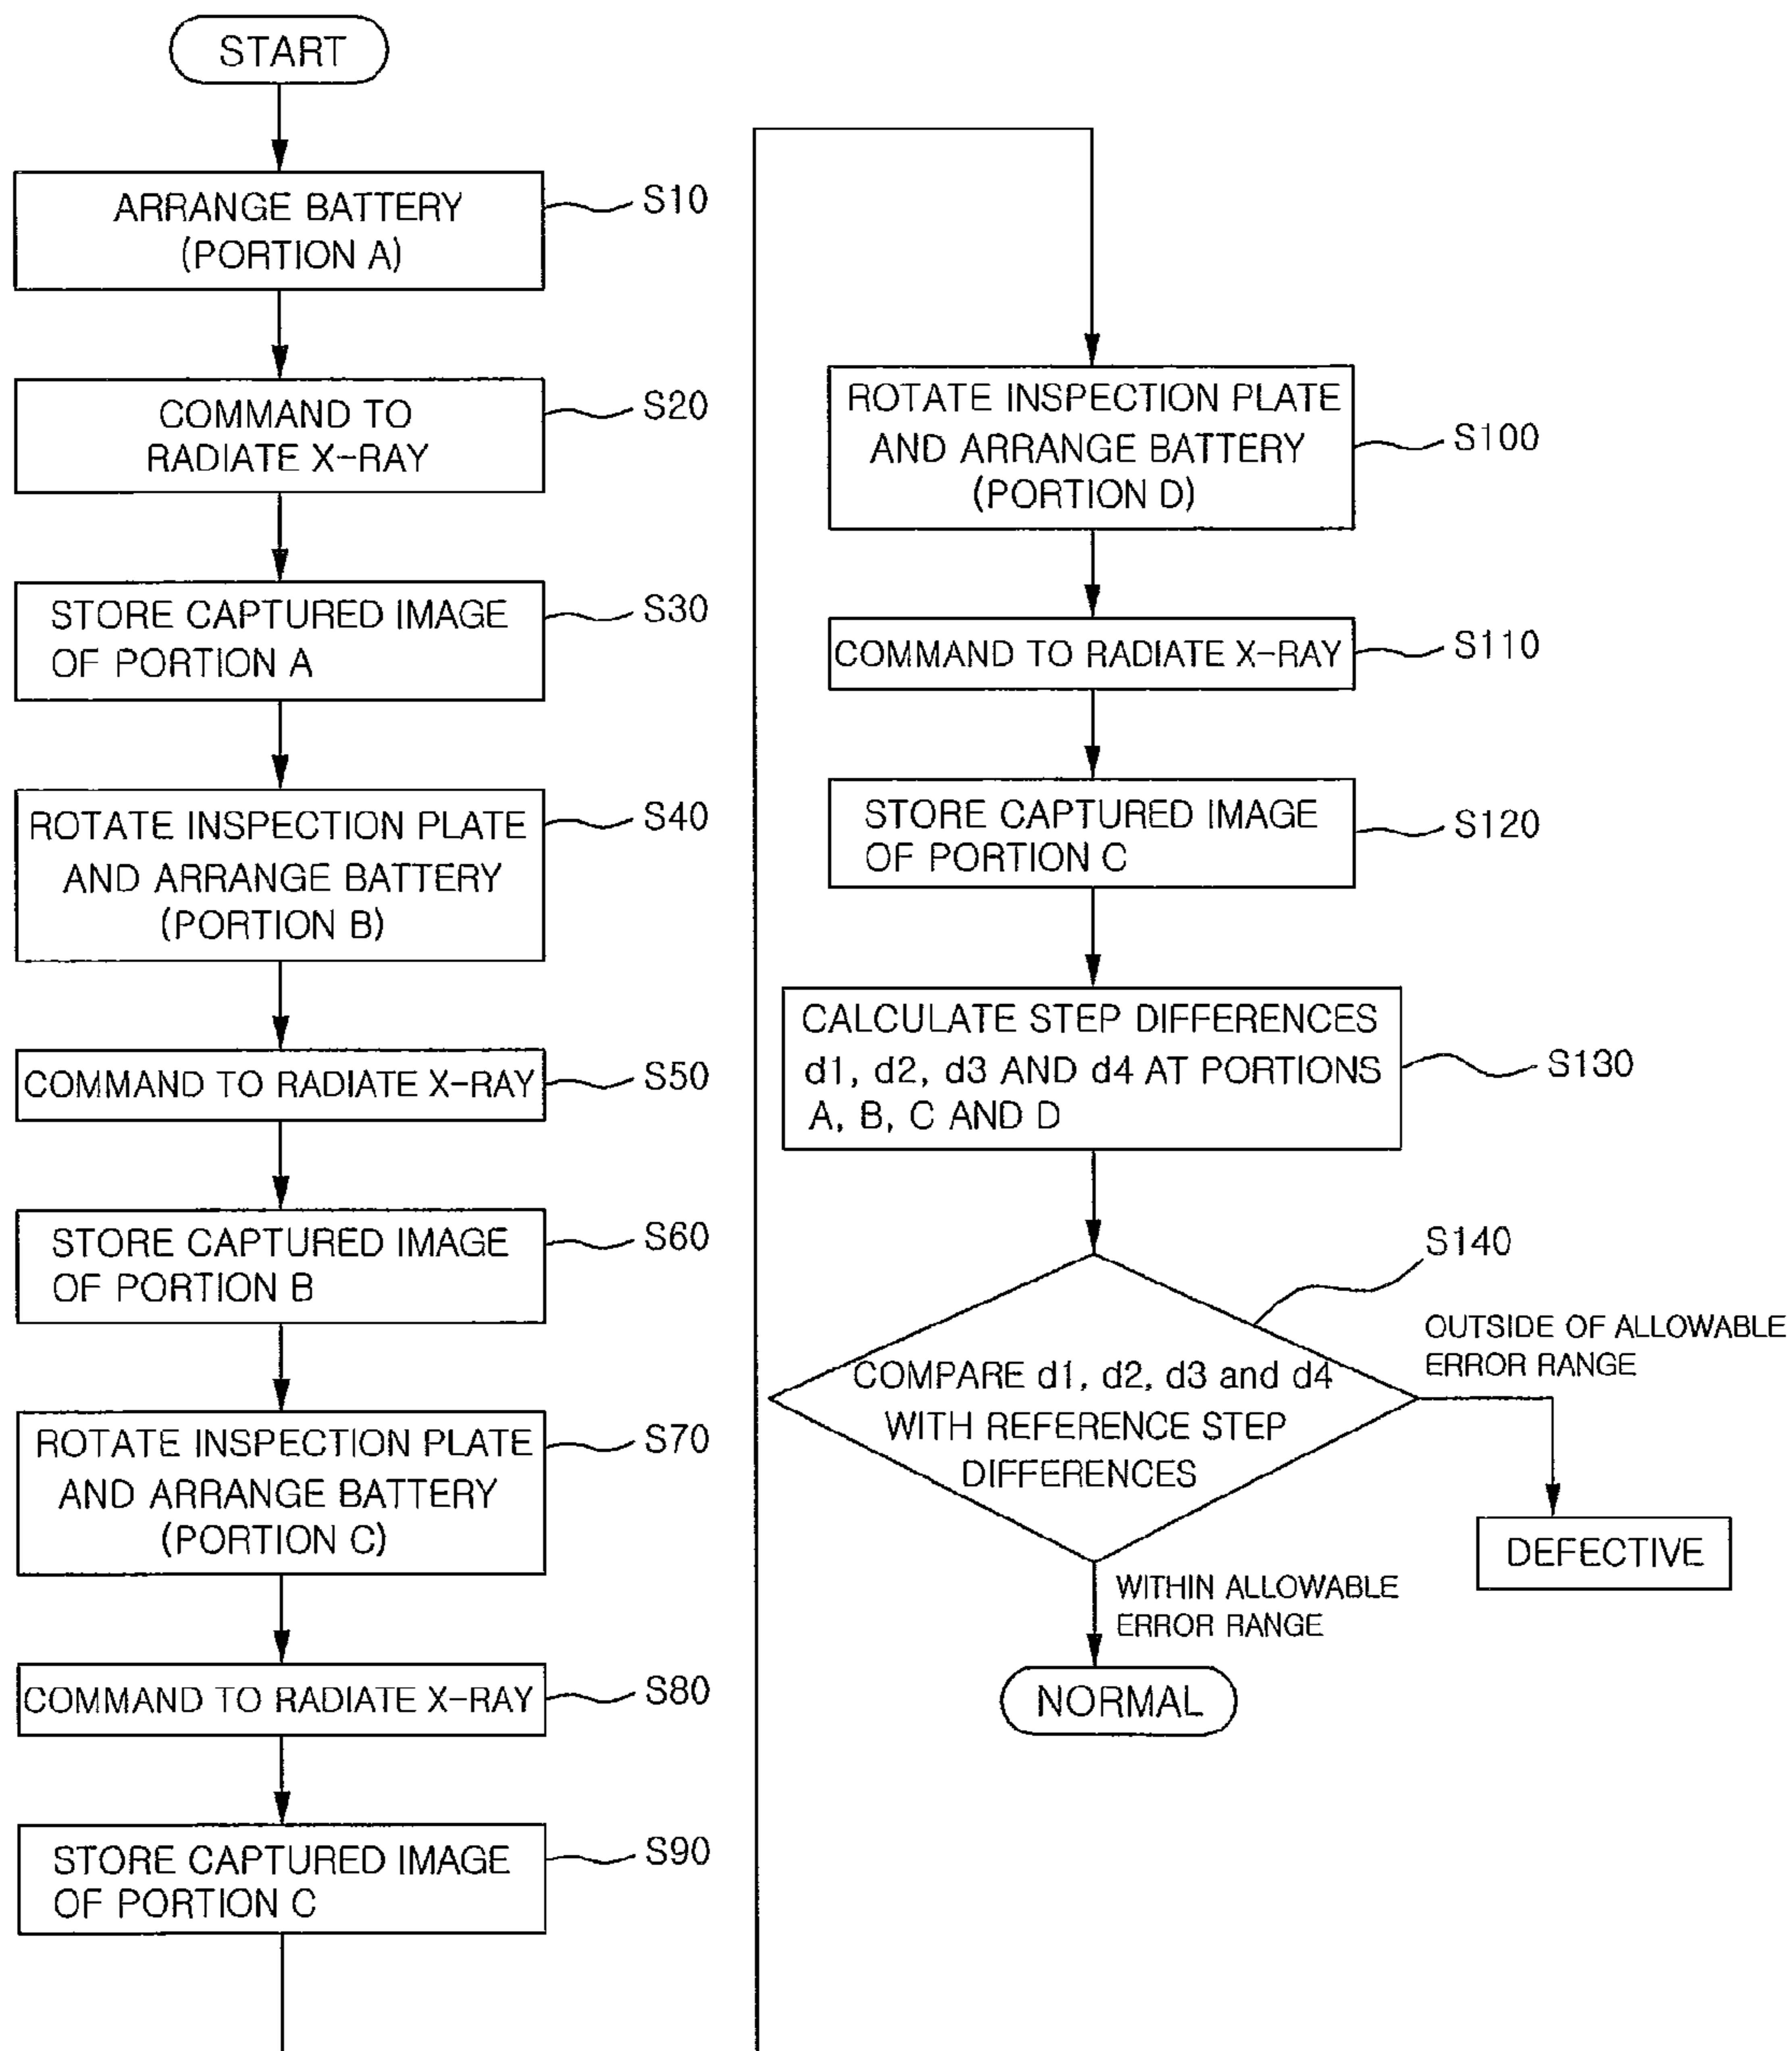 START
ARRANGE BATTERY
(PORTION A)
S10
COMMAND TO
RADIATE X-RAY
S20
STORE CAPTURED IMAGE
OF PORTION A
S30
ROTATE INSPECTION PLATE
AND ARRANGE BATTERY
(PORTION B)
S40
COMMAND TO RADIATE X-RAY
S50
STORE CAPTURED IMAGE
OF PORTION B
S60
ROTATE INSPECTION PLATE
AND ARRANGE BATTERY
(PORTION C)
S70
COMMAND TO RADIATE X-RAY
S80
STORE CAPTURED IMAGE
OF PORTION C
S90
ROTATE INSPECTION PLATE
AND ARRANGE BATTERY
(PORTION D)
S100
COMMAND TO RADIATE X-RAY
S110
STORE CAPTURED IMAGE
OF PORTION C
S120
CALCULATE STEP DIFFERENCES
d1, d2, d3 AND d4 AT PORTIONS
A, B, C AND D
S130
S140
COMPARE d1, d2, d3 and d4
WITH REFERENCE STEP
DIFFERENCES
OUTSIDE OF ALLOWABLE
ERROR RANGE
DEFECTIVE
WITHIN ALLOWABLE
ERROR RANGE
NORMAL